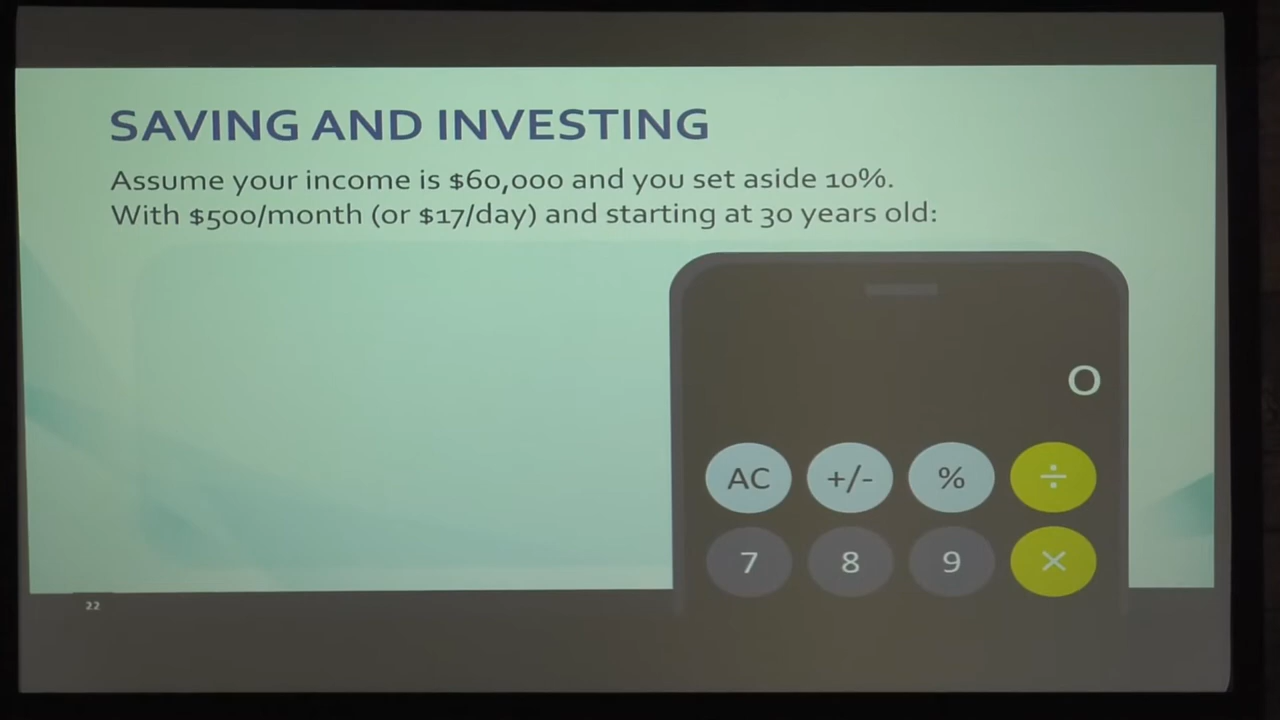 SAVING AND INVESTING
Assume your income is $60,000 and you set aside 10%.
With $500/month (or $17/day) and starting at 30 years old:
0
AC +/- % ÷
7 8 9 ×
22